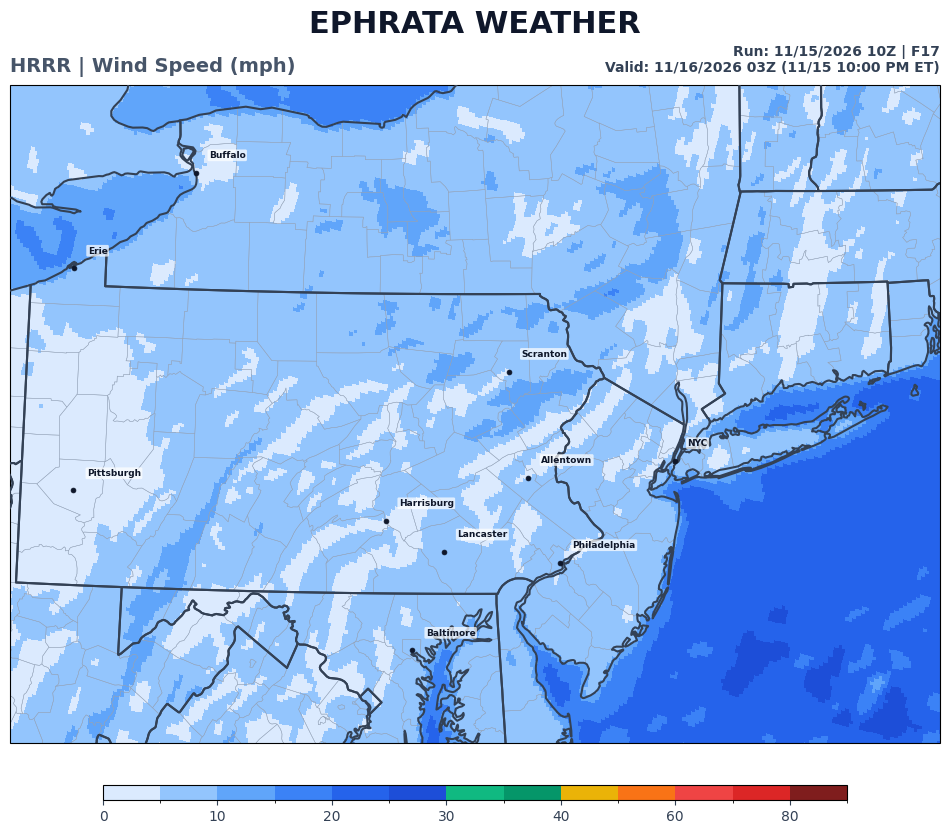 EPHRATA WEATHER
HRRR | Wind Speed (mph)
Run: 11/15/2026 10Z | F17
Valid: 11/16/2026 03Z (11/15 10:00 PM ET)
Buffalo
Erie
Scranton
NYC
Allentown
Pittsburgh
Harrisburg
Lancaster
Philadelphia
Baltimore
0 10 20 30 40 50 60 70 80